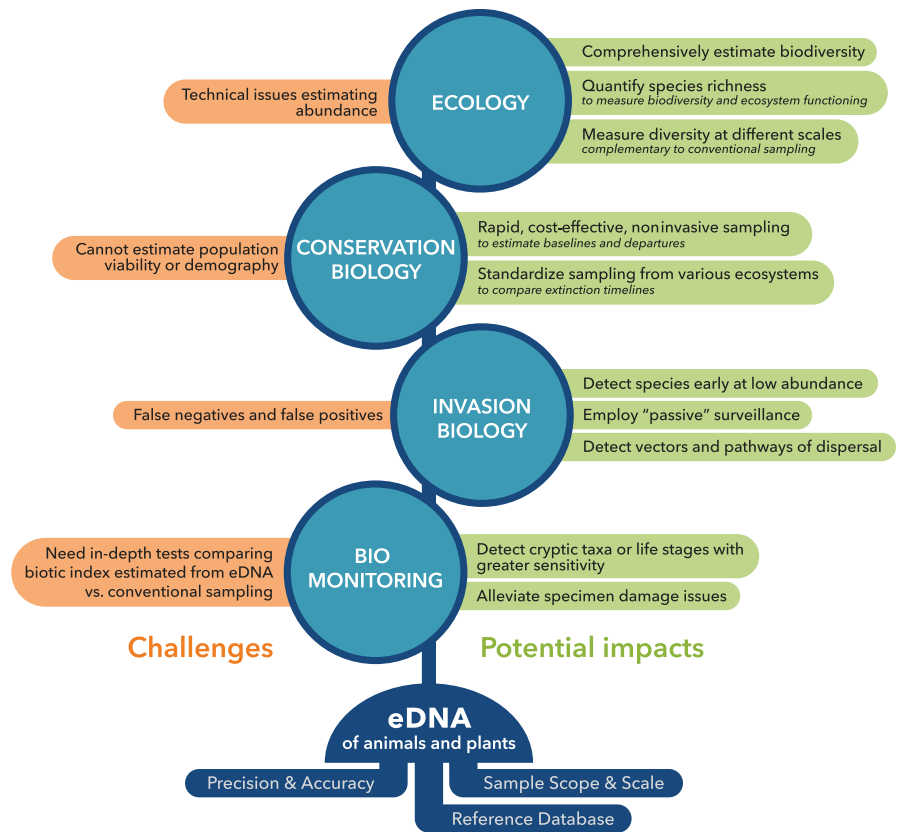 Technical issues estimating
abundance
ECOLOGY
Comprehensively estimate biodiversity
Quantify species richness
to measure biodiversity and ecosystem functioning
Measure diversity at different scales
complementary to conventional sampling
Cannot estimate population
viability or demography
CONSERVATION
BIOLOGY
Rapid, cost-effective, noninvasive sampling
to estimate baselines and departures
Standardize sampling from various ecosystems
to compare extinction timelines
False negatives and false positives
INVASION
BIOLOGY
Detect species early at low abundance
Employ “passive” surveillance
Detect vectors and pathways of dispersal
Need in-depth tests comparing
biotic index estimated from eDNA
vs. conventional sampling
BIO
MONITORING
Detect cryptic taxa or life stages with
greater sensitivity
Alleviate specimen damage issues
Challenges
Potential impacts
eDNA
of animals and plants
Precision & Accuracy
Sample Scope & Scale
Reference Database